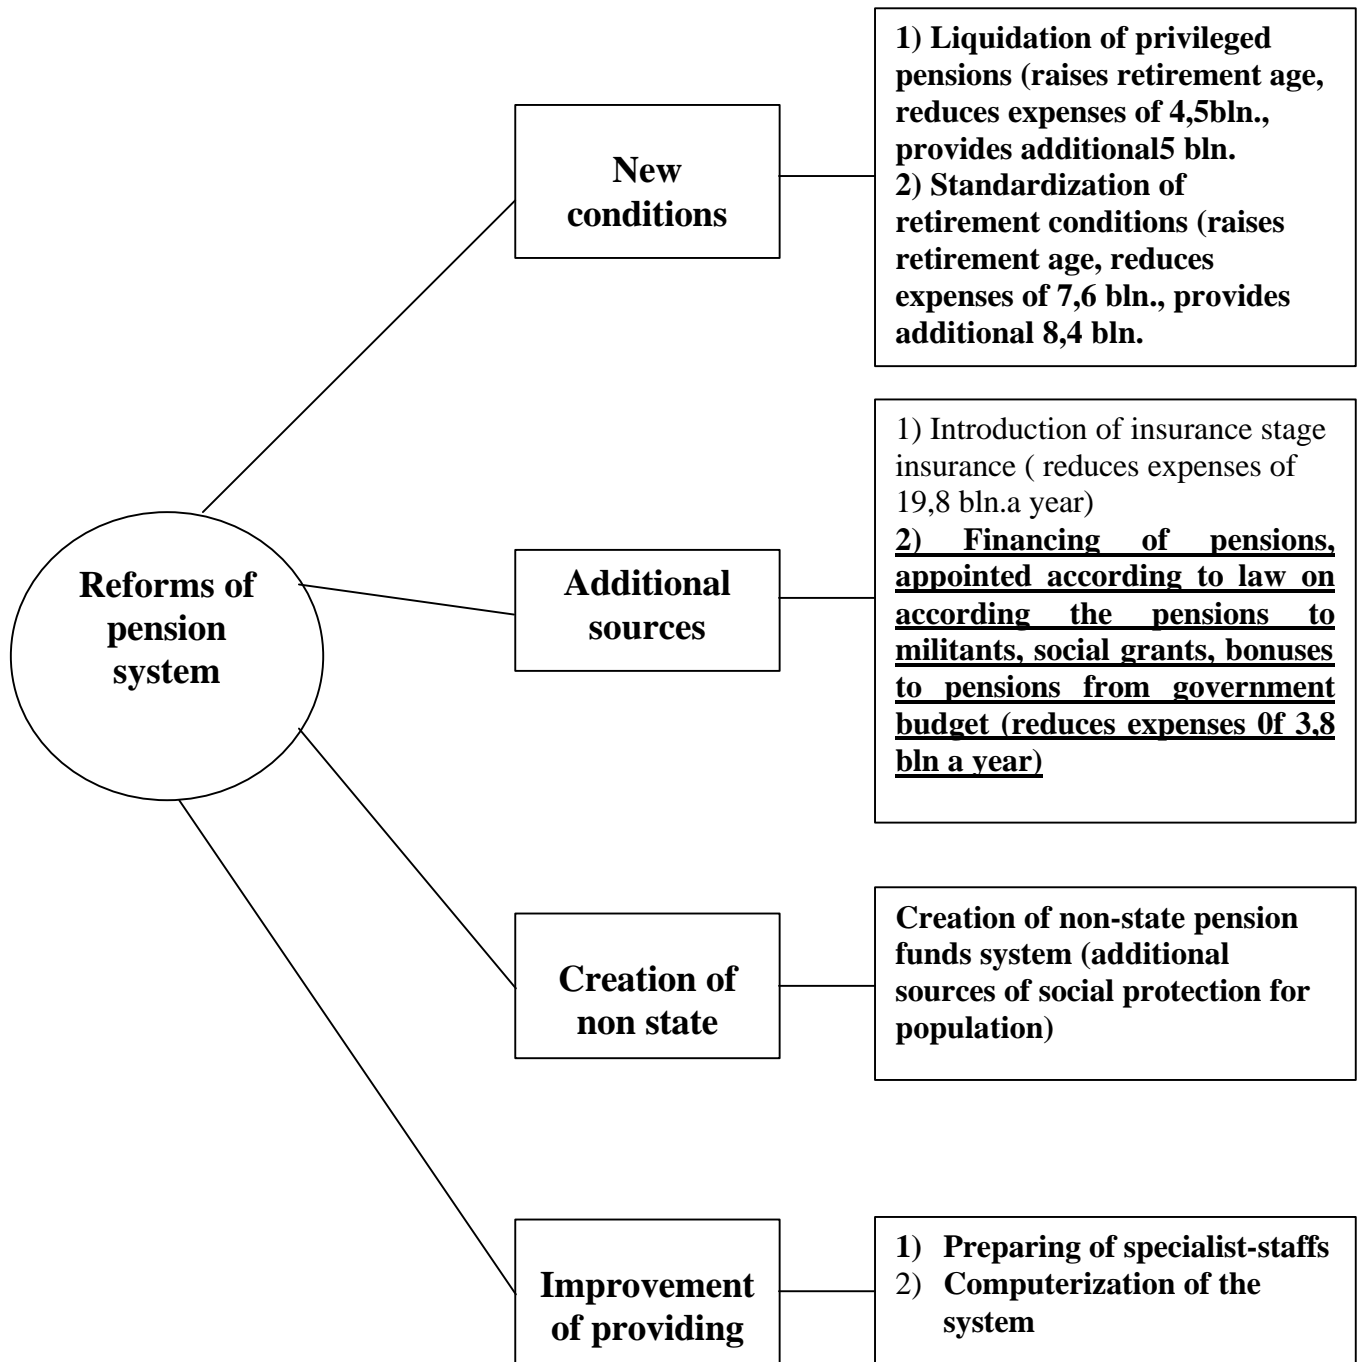 1) Liquidation of privileged
pensions (raises retirement age,
reduces expenses of 4,5bln.,
provides additional5 bln.
2) Standardization of
retirement conditions (raises
retirement age, reduces
expenses of 7,6 bln., provides
additional 8,4 bln.
New
conditions
1) Introduction of insurance stage
insurance ( reduces expenses of
19,8 bln.a year)
2) Financing of pensions,
appointed according to law on
according the pensions to
militants, social grants, bonuses
to pensions from government
budget (reduces expenses 0f 3,8
bln a year)
Reforms of
pension
system
Additional
sources
Creation of non-state pension
funds system (additional
sources of social protection for
population)
Creation of
non state
1) Preparing of specialist-staffs
2) Computerization of the
system
Improvement
of providing